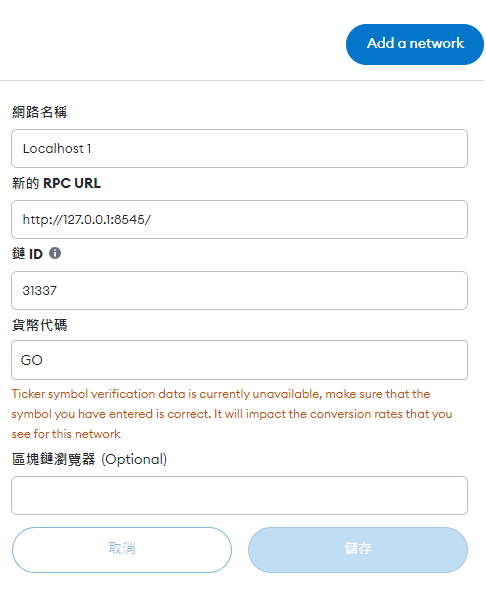 Add a network
網路名稱
Localhost 1
新的 RPC URL
http://127.0.0.1:8545/
鏈 ID
31337
貨幣代碼
GO
Ticker symbol verification data is currently unavailable, make sure that the
symbol you have entered is correct. It will impact the conversion rates that you
see for this network
區塊鏈瀏覽器 (Optional)
取消
儲存